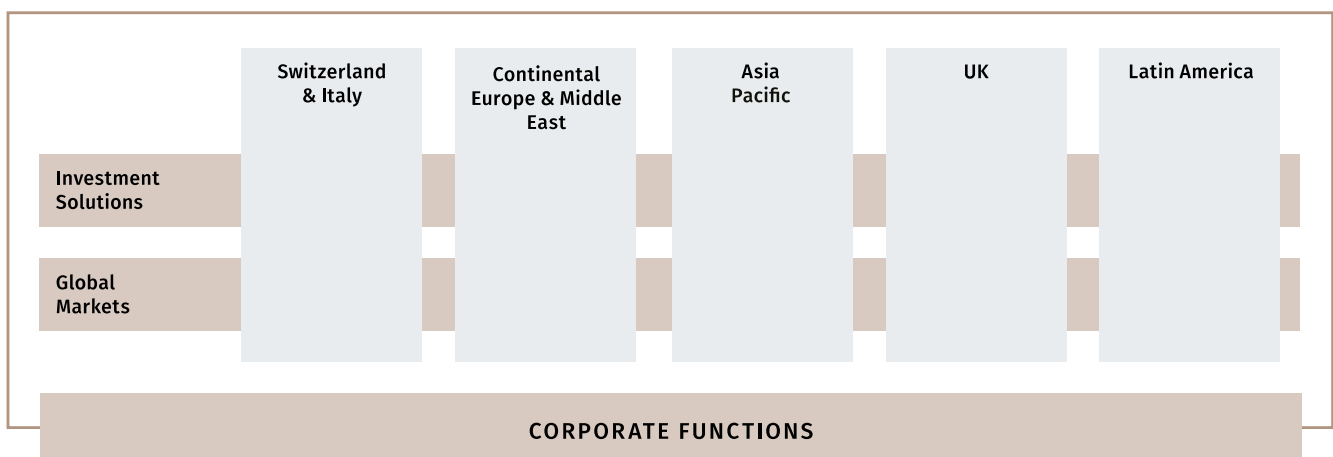 Switzerland
& Italy
Continental
Europe & Middle
East
Asia
Pacific
UK
Latin America
Investment
Solutions
Global
Markets
CORPORATE FUNCTIONS